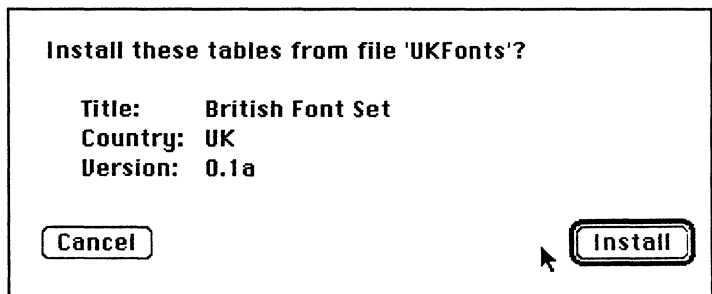 Install these tables from file 'UKFonts'?
Title: British Font Set
Country: UK
Version: 0.1a
Cancel
Install